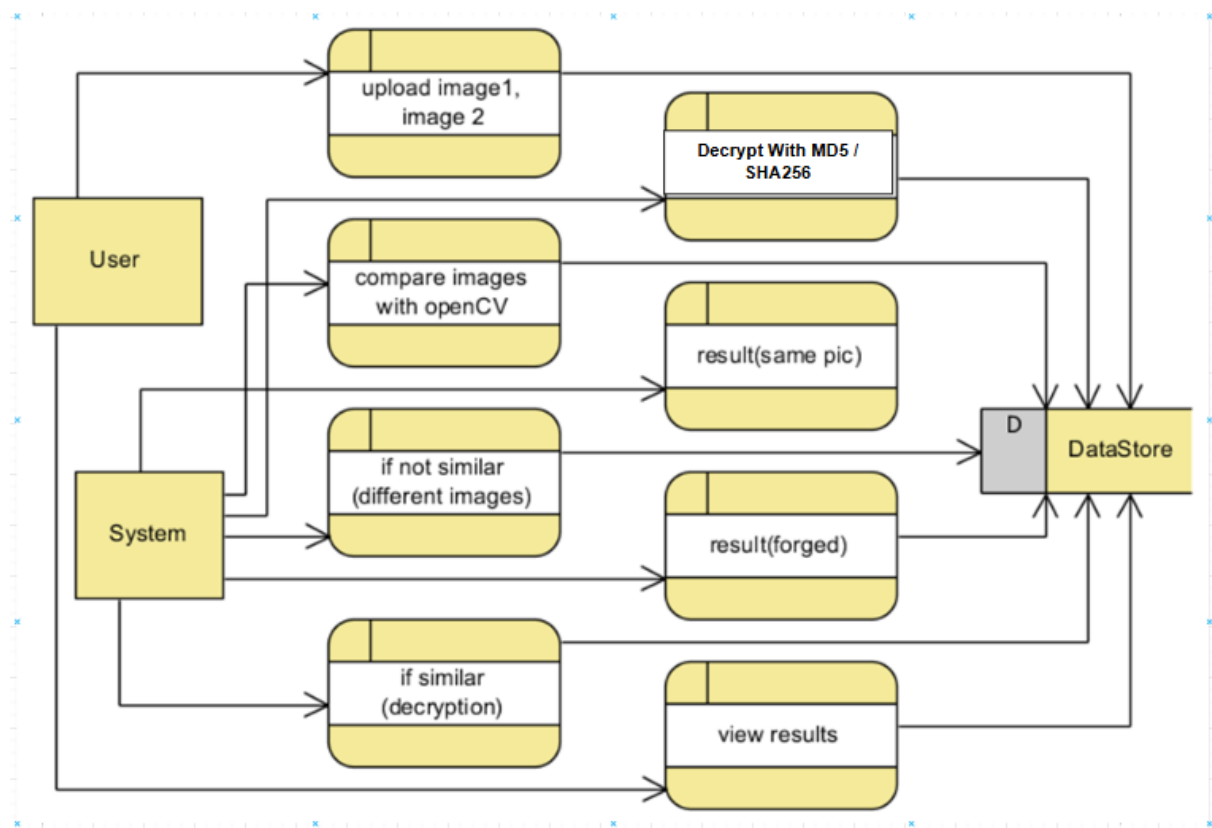 upload image1,
image 2
Decrypt With MD5 /
SHA256
User
compare images
with openCV
result(same pic)
D
DataStore
if not similar
(different images)
System
result(forged)
if similar
(decryption)
view results